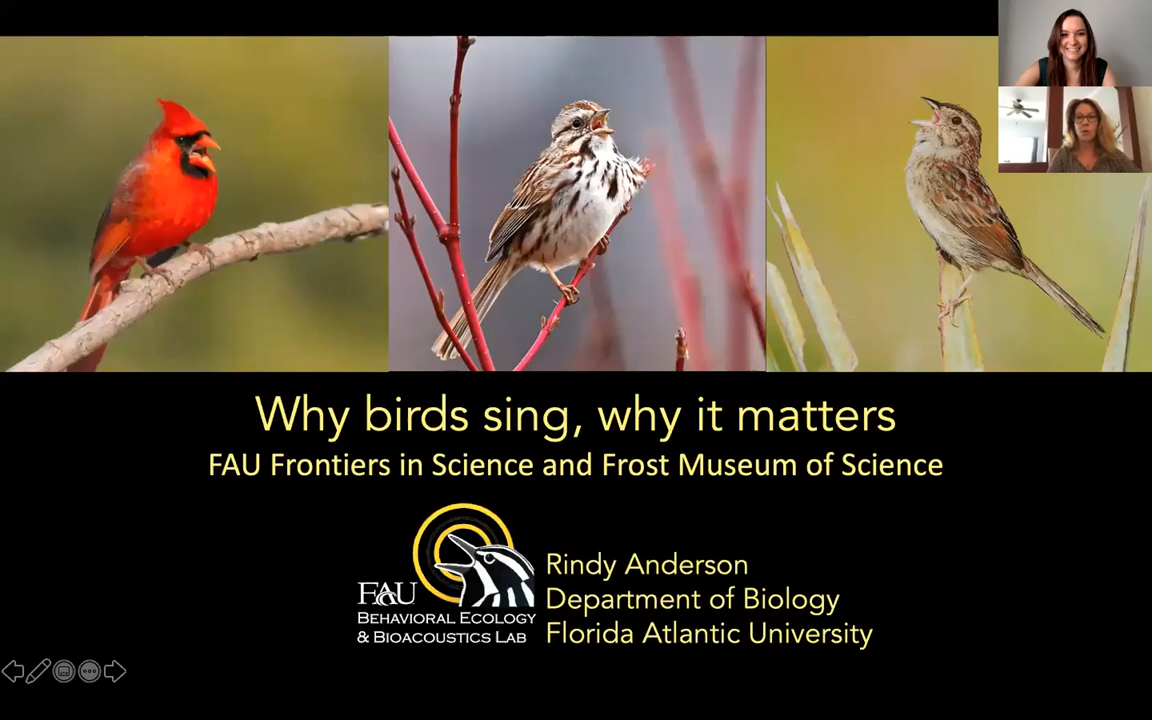 Why birds sing, why it matters
FAU Frontiers in Science and Frost Museum of Science
FAU
BEHAVIORAL ECOLOGY
& BIOACOUSTICS LAB
Rindy Anderson
Department of Biology
Florida Atlantic University